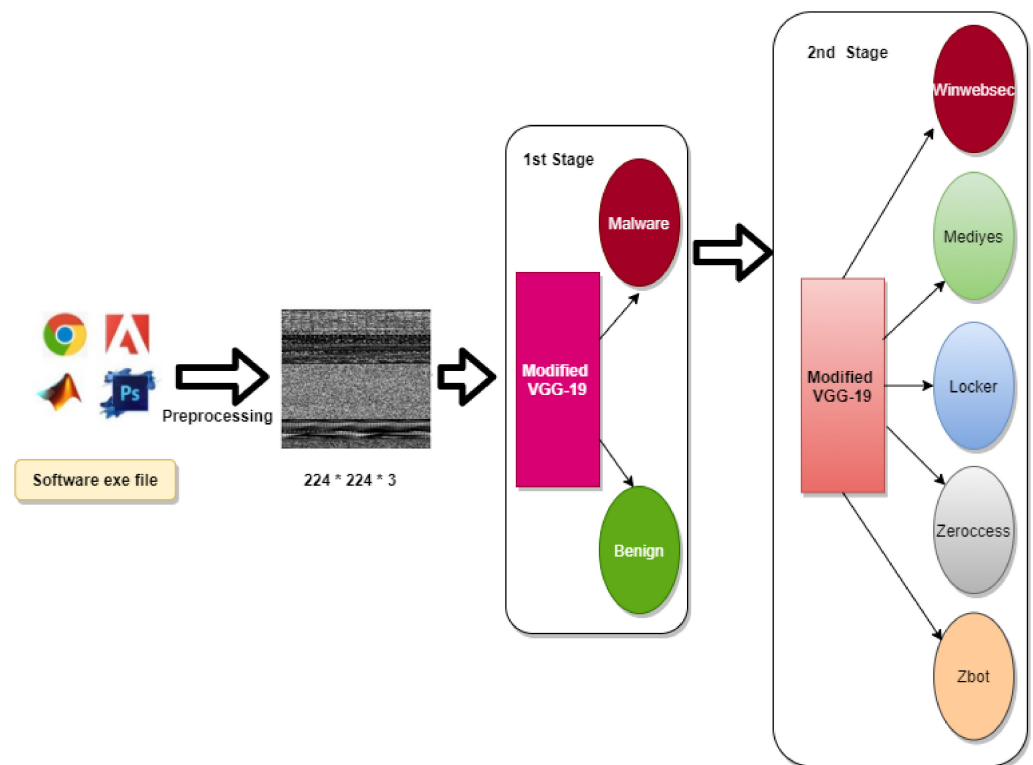 2nd Stage
Winwebsec
1st Stage
Malware
Mediyes
Modified
VGG-19
Modified
VGG-19
Locker
Ps
Preprocessing
Software exe file
224 * 224 * 3
Benign
Zeroccess
Zbot